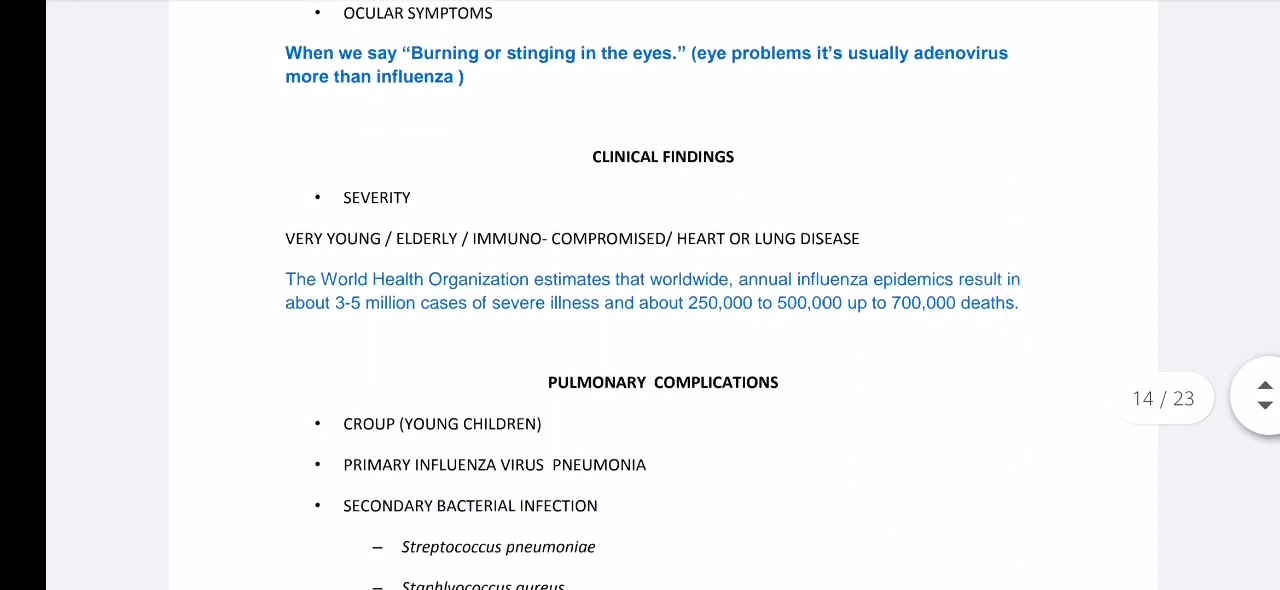 • OCULAR SYMPTOMS
When we say “Burning or stinging in the eyes.” (eye problems it’s usually adenovirus
more than influenza )
CLINICAL FINDINGS
• SEVERITY
VERY YOUNG / ELDERLY / IMMUNO- COMPROMISED/ HEART OR LUNG DISEASE
The World Health Organization estimates that worldwide, annual influenza epidemics result in
about 3-5 million cases of severe illness and about 250,000 to 500,000 up to 700,000 deaths.
PULMONARY  COMPLICATIONS
14 / 23
• CROUP (YOUNG CHILDREN)
• PRIMARY INFLUENZA VIRUS  PNEUMONIA
• SECONDARY BACTERIAL INFECTION
– Streptococcus pneumoniae
– Staphlyococcus aureus